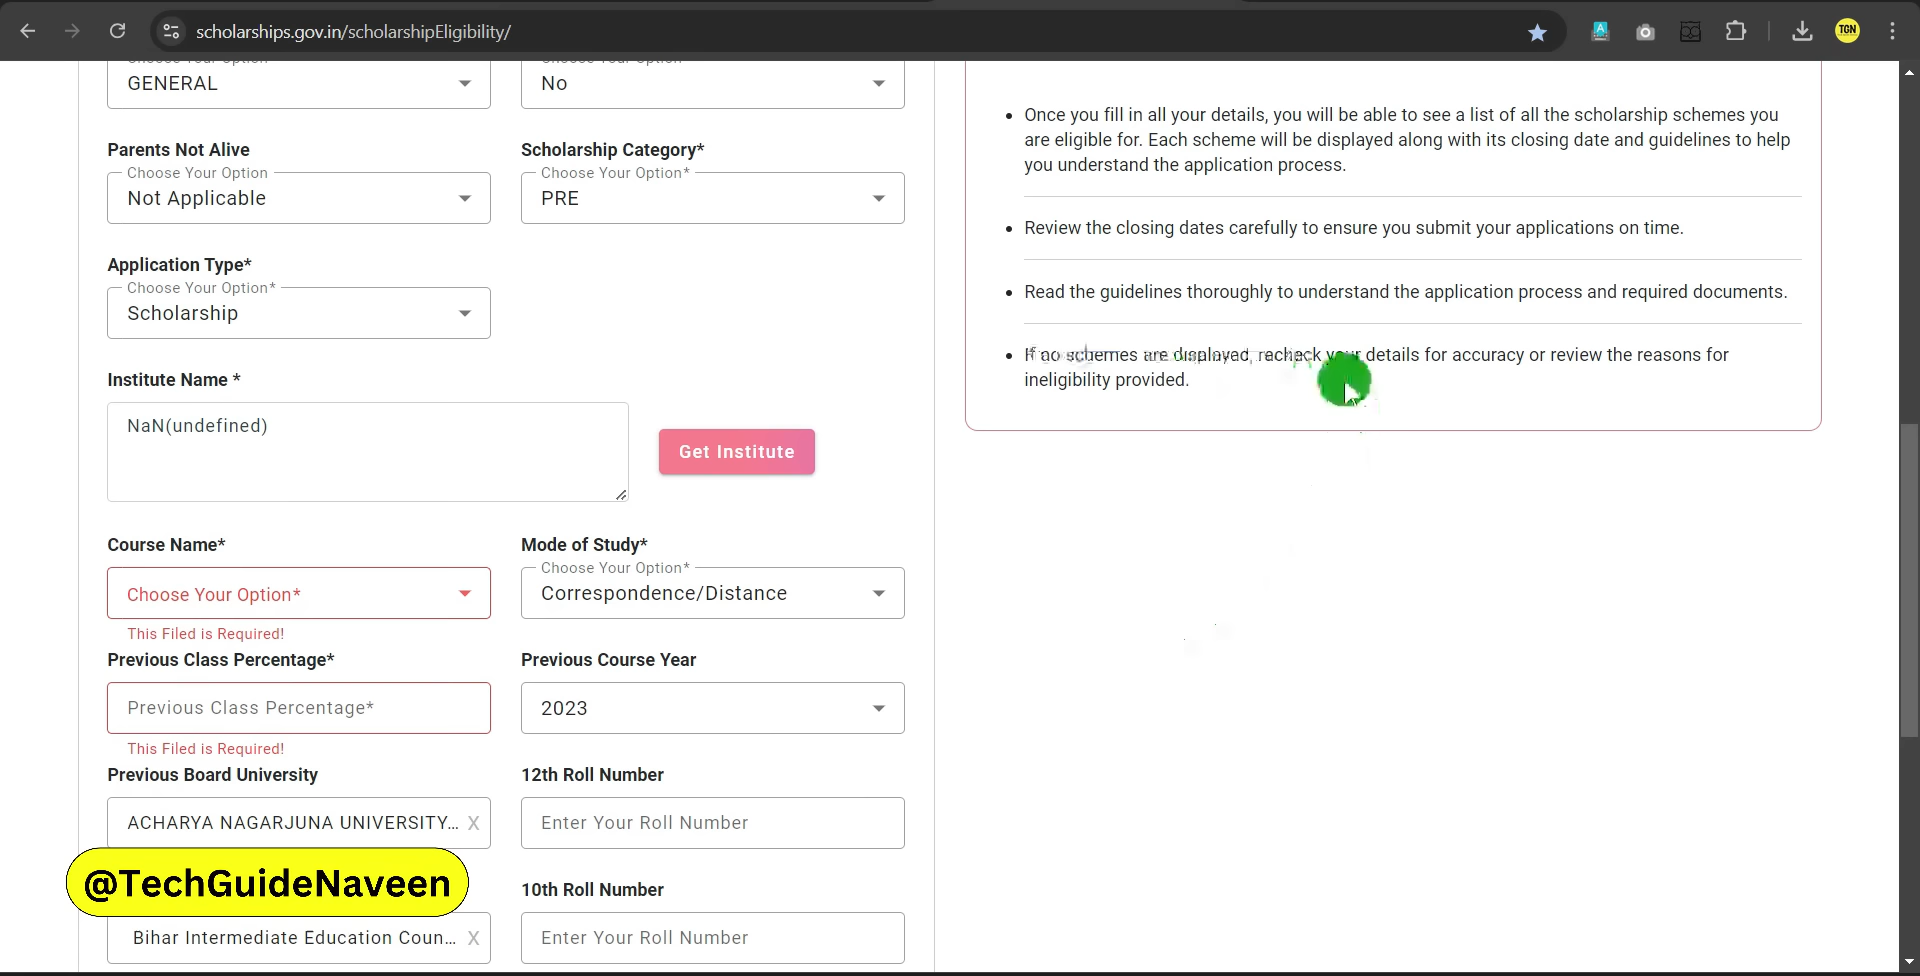 scholarships.gov.in/scholarshipEligibility/
A
TGN
GENERAL
No
Parents Not Alive
Choose Your Option
Not Applicable
Scholarship Category*
Choose Your Option*
PRE
Application Type*
Choose Your Option*
Scholarship
Institute Name *
NaN(undefined)
Get Institute
Course Name*
Choose Your Option*
This Filed is Required!
Mode of Study*
Choose Your Option*
Correspondence/Distance
Previous Class Percentage*
Previous Class Percentage*
This Filed is Required!
Previous Course Year
2023
Previous Board University
ACHARYA NAGARJUNA UNIVERSITY... X
12th Roll Number
Enter Your Roll Number
@TechGuideNaveen
Bihar Intermediate Education Coun... X
10th Roll Number
Enter Your Roll Number
• Once you fill in all your details, you will be able to see a list of all the scholarship schemes you
are eligible for. Each scheme will be displayed along with its closing date and guidelines to help
you understand the application process.
• Review the closing dates carefully to ensure you submit your applications on time.
• Read the guidelines thoroughly to understand the application process and required documents.
• If no schemes are displayed, recheck your details for accuracy or review the reasons for
ineligibility provided.